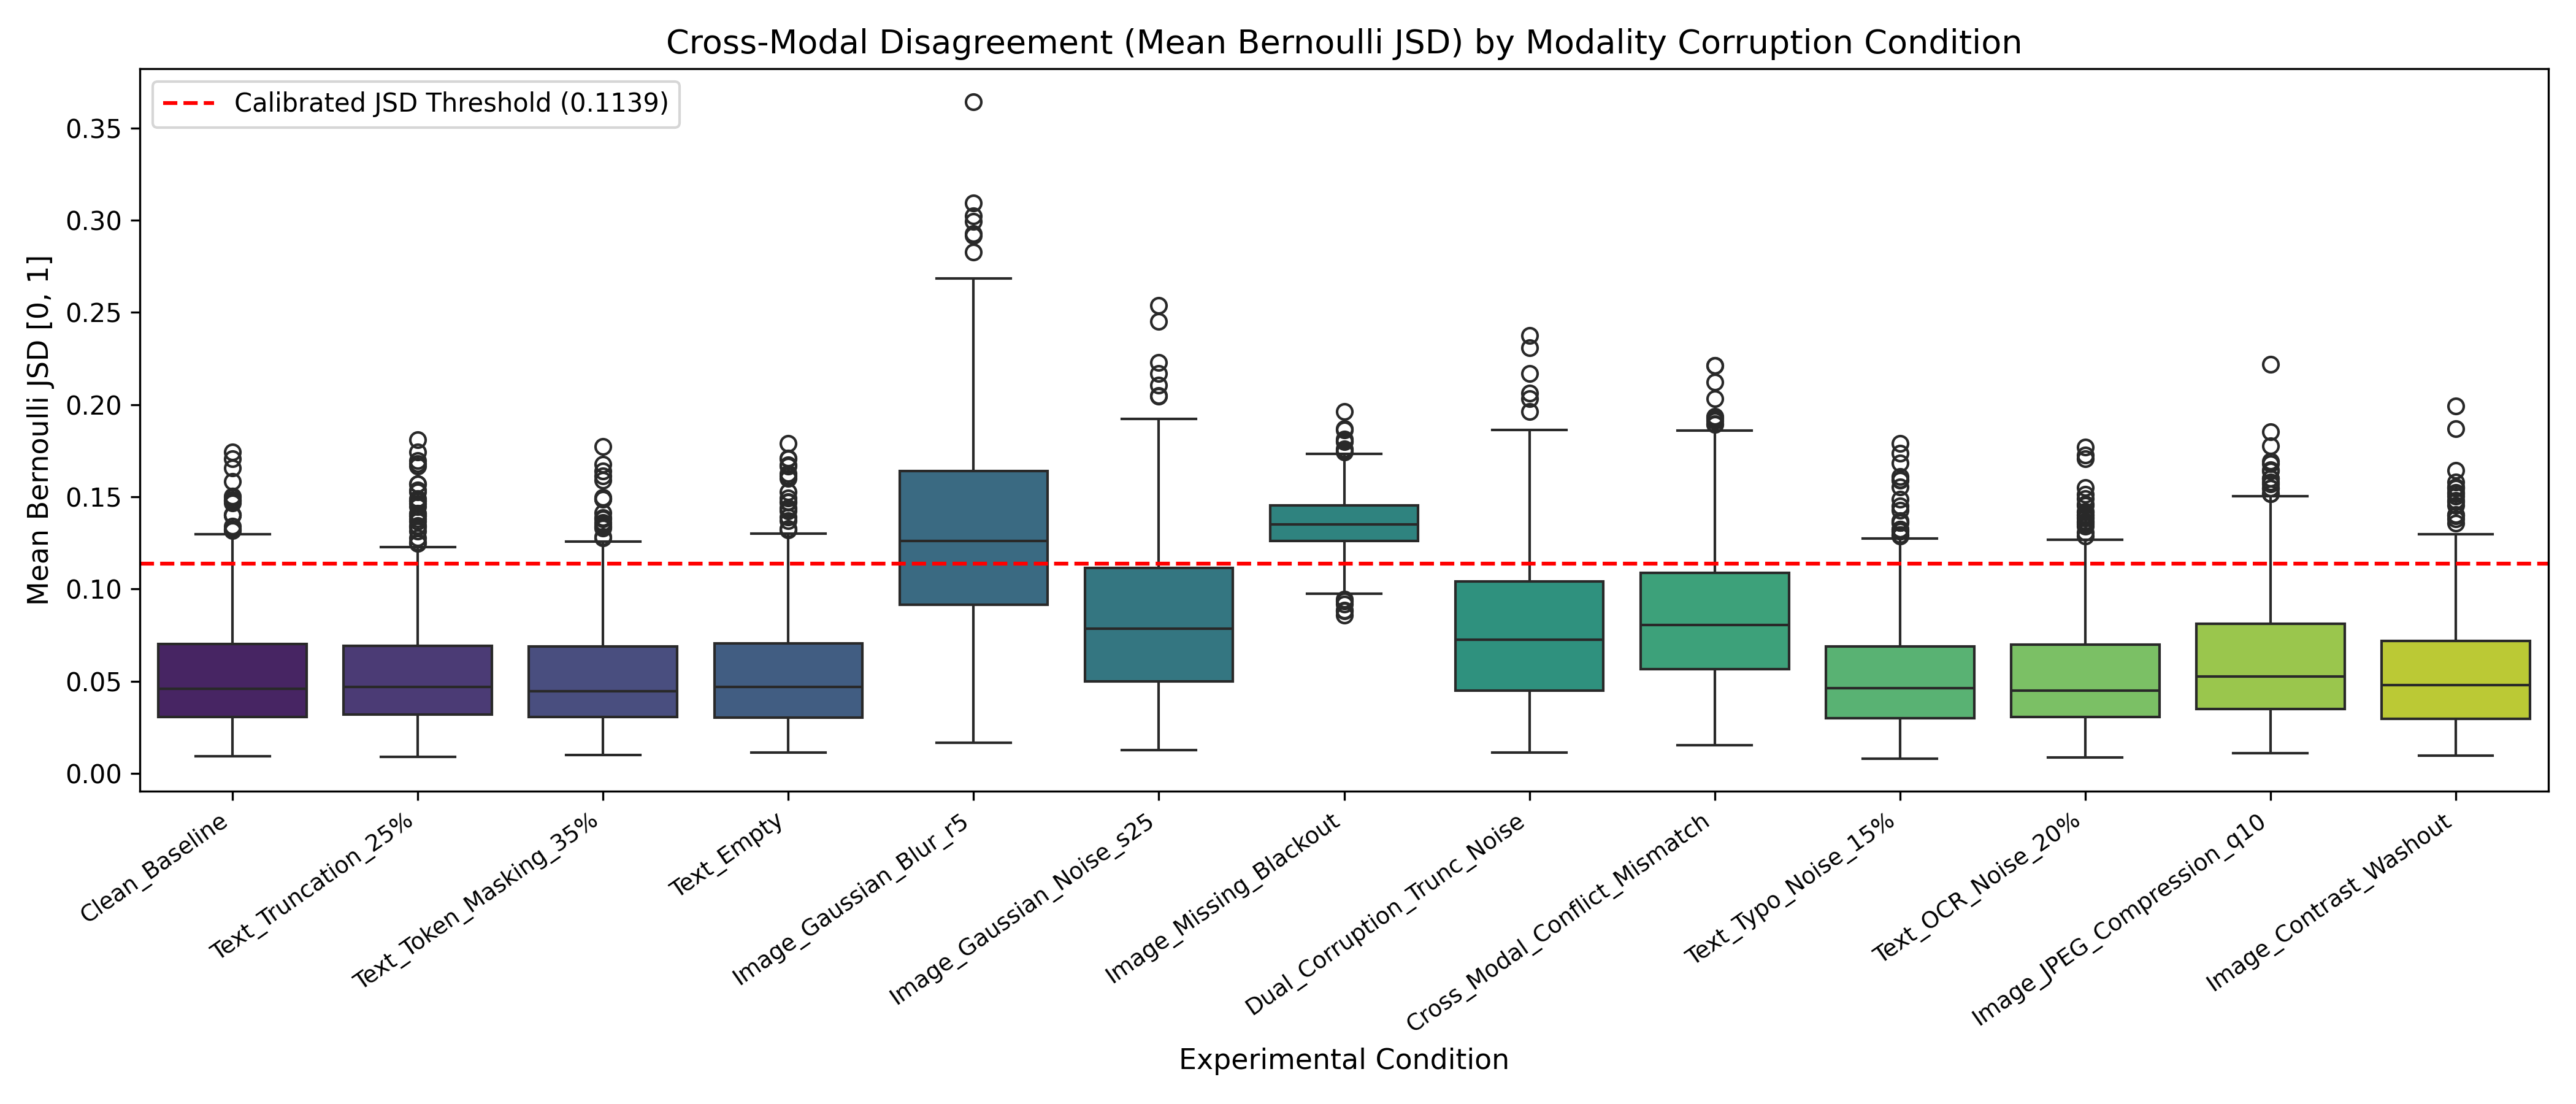 Cross-Modal Disagreement (Mean Bernoulli JSD) by Modality Corruption Condition
Calibrated JSD Threshold (0.1139)
Mean Bernoulli JSD [0, 1]
0.35
0.30
0.25
0.20
0.15
0.10
0.05
0.00
Clean_Baseline
Text_Truncation_25%
Text_Token_Masking_35%
Text_Empty
Image_Gaussian_Blur_r5
Image_Gaussian_Noise_s25
Image_Missing_Blackout
Dual_Corruption_Trunc_Noise
Cross_Modal_Conflict_Mismatch
Text_Typo_Noise_15%
Text_OCR_Noise_20%
Image_JPEG_Compression_q10
Image_Contrast_Washout
Experimental Condition